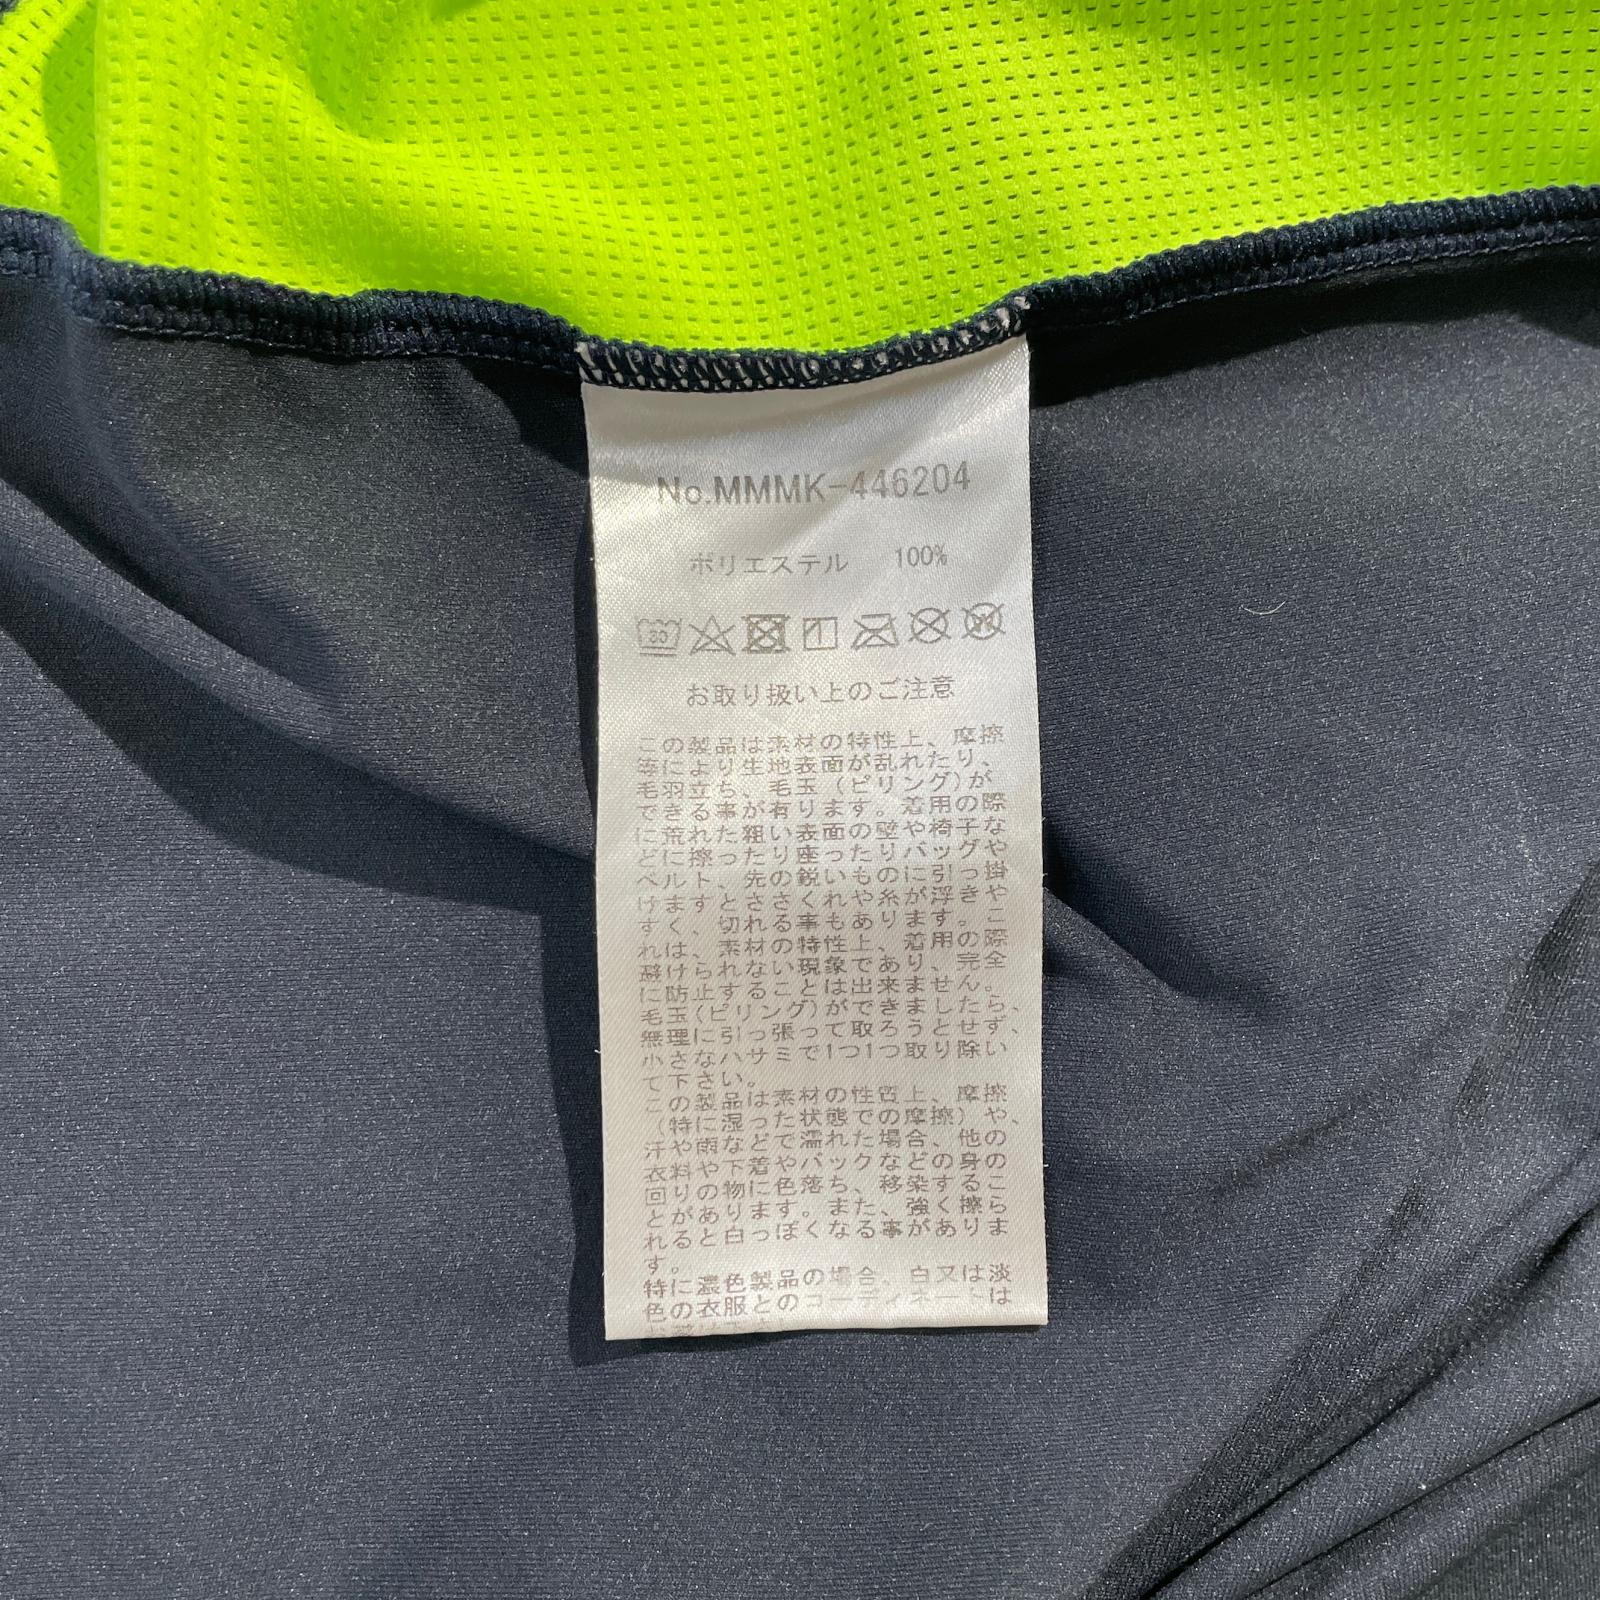 No.MMMK-446204
ポリエステル 100%
30
お取り扱い上のご注意
この製品は素材の特性上、摩擦
等により生地表面が乱れたり、
毛羽立ち、毛玉(ピリング)が
できる事が有ります。着用の際
に荒れた粗い表面の壁や椅子な
どに擦ったり座ったりバッグや
ベルト、先の鋭いものに引っ掛
けますとささくれや糸が浮きや
すく、切れる事もあります。こ
れは、素材の特性上、着用の際
避けられない現象であり、完全
に防止することは出来ません。
毛玉(ピリング)ができましたら、
無理に引っ張って取ろうとせず、
小さなハサミで1つ1つ取り除い
て下さい。
この製品は素材の性質上、摩擦
(特に湿った状態での摩擦)や、
汗や雨などで濡れた場合、他の
衣料や下着やバックなどの身の
回りの物に色落ち、移染するこ
とがあります。また、強く擦ら
れると白っぽくなる事がありま
す。
特に濃色製品の場合、白又は淡
色の衣服とのコーディネートは